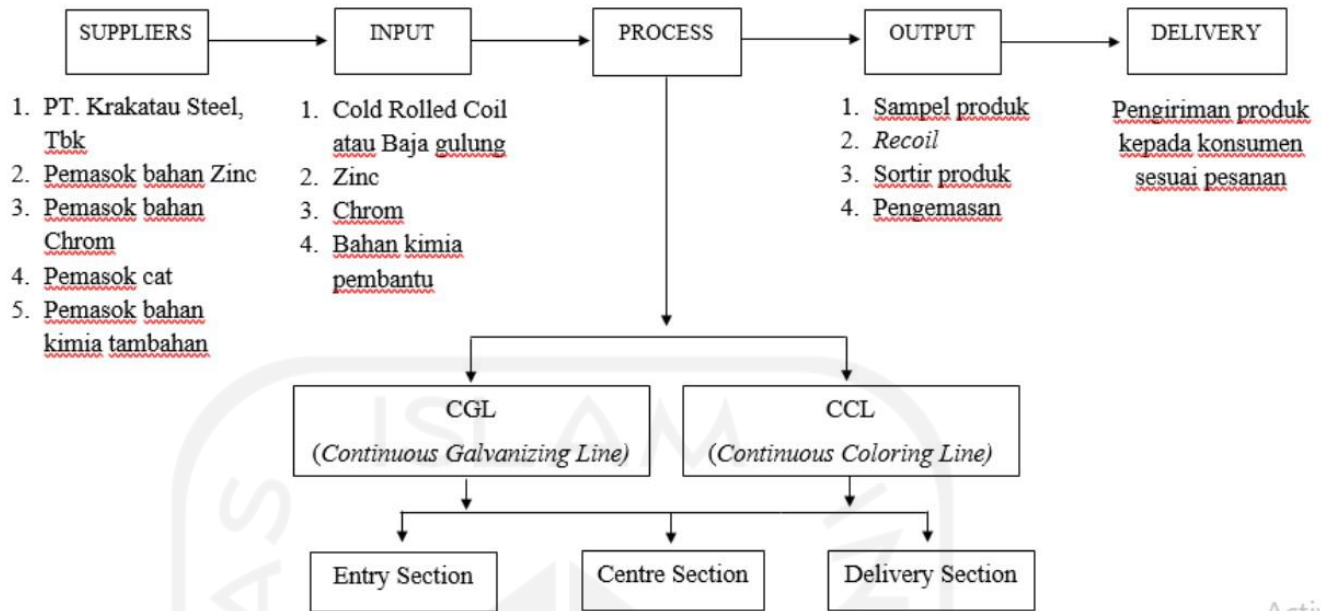 SUPPLIERS
INPUT
PROCESS
OUTPUT
DELIVERY
1. PT. Krakatau Steel,
Tbk
2. Pemasok bahan Zinc
3. Pemasok bahan
Chrom
4. Pemasok cat
5. Pemasok bahan
kimia tambahan
1. Cold Rolled Coil
atau Baja gulung
2. Zinc
3. Chrom
4. Bahan kimia
pembantu
1. Sampel produk
2. Recoil
3. Sortir produk
4. Pengemasan
Pengiriman produk
kepada konsumen
sesuai pesanan
CGL
(Continuous Galvanizing Line)
CCL
(Continuous Coloring Line)
Entry Section
Centre Section
Delivery Section
ISLAM